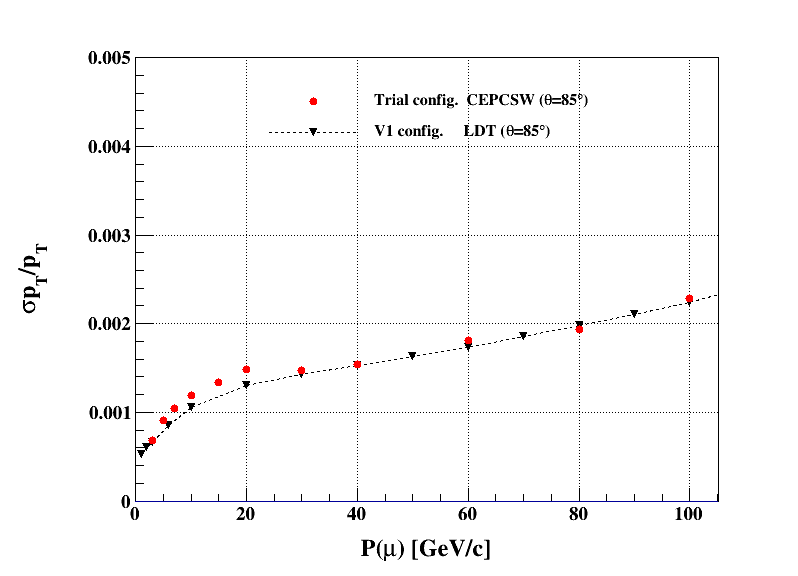 0.005
Trial config. CEPCSW (θ=85°)
V1 config. LDT (θ=85°)
0.004
0.003
σpT/pT
0.002
0.001
0
0 20 40 60 80 100
P(μ) [GeV/c]